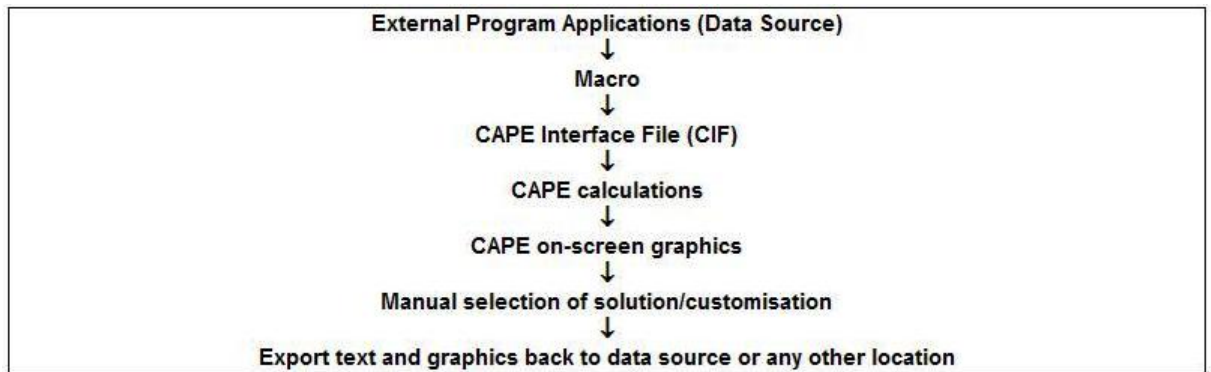 External Program Applications (Data Source)
↓
Macro
↓
CAPE Interface File (CIF)
↓
CAPE calculations
↓
CAPE on-screen graphics
↓
Manual selection of solution/customisation
↓
Export text and graphics back to data source or any other location